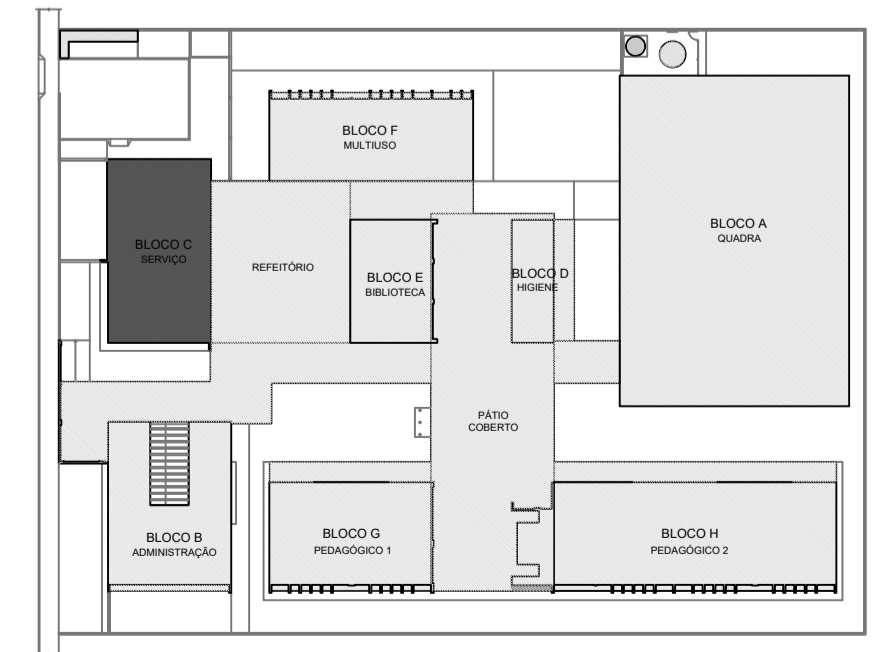 BLOCO F
MULTIUSO
BLOCO A
QUADRA
BLOCO C
SERVIÇO
REFEITÓRIO
BLOCO E
BIBLIOTECA
BLOCO D
HIGIENE
PÁTIO
COBERTO
BLOCO B
ADMINISTRAÇÃO
BLOCO G
PEDAGÓGICO 1
BLOCO H
PEDAGÓGICO 2